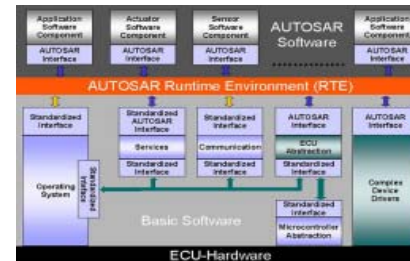 Application
Software
Component
AUTOSAR
Interface
Actuator
Software
Component
AUTOSAR
Interface
Sensor
Software
Component
AUTOSAR
Interface
AUTOSAR
Software
..............
Application
Software
Component
AUTOSAR
Interface
AUTOSAR Runtime Environment (RTE)
Standardized
Interface
Operating
System
Standardized
Interface
Standardized
AUTOSAR
Interface
Services
Standardized
Interface
Standardized
Interface
Communication
Standardized
Interface
AUTOSAR
Interface
ECU
Abstraction
Standardized
Interface
Standardized
Interface
Microcontroller
Abstraction
AUTOSAR
Interface
Complex
Device
Drivers
Basic Software
ECU-Hardware